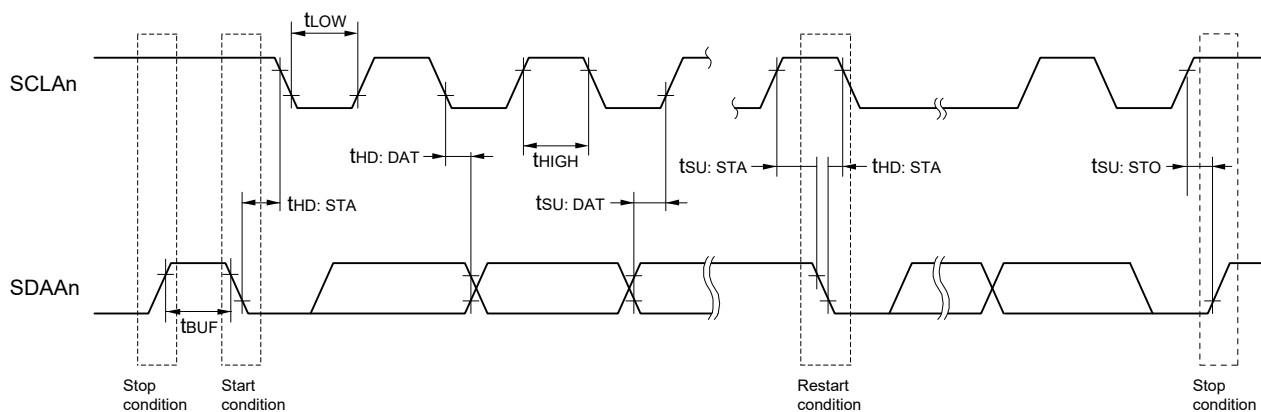 tLOW
SCLAn
tHD: DAT
tHIGH
tSU: STA
tHD: STA
tSU: STO
tHD: STA
tSU: DAT
SDAAn
tBUF
Stop
condition
Start
condition
Restart
condition
Stop
condition